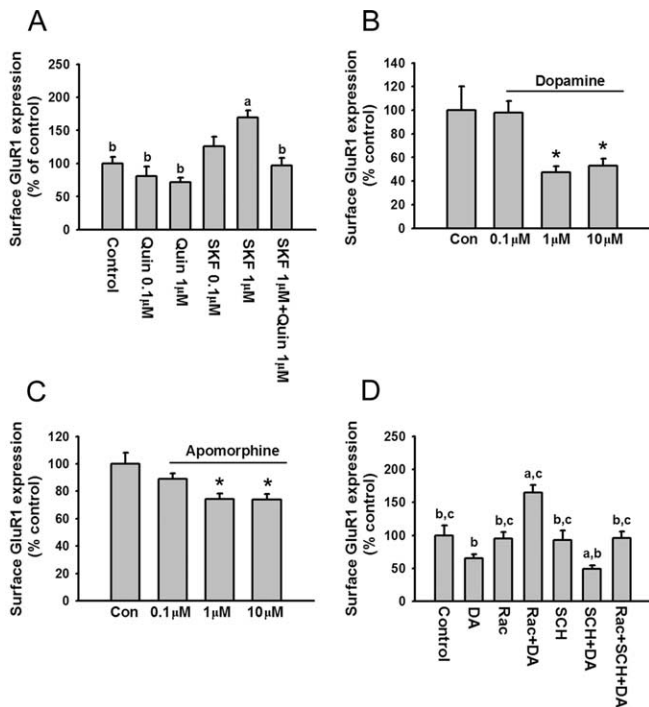 A
Surface GluR1 expression
(% of control)
250
200
150
100
50
0
b
b
b
a
b
Control
Quin 0.1μM
Quin 1μM
SKF 0.1μM
SKF 1μM
SKF 1μM+Quin 1μM
B
Surface GluR1 expression
(% control)
140
120
100
80
60
40
20
0
Dopamine
*
*
Con
0.1μM
1μM
10μM
C
Surface GluR1 expression
(% control)
120
100
80
60
40
20
0
Apomorphine
*
*
Con
0.1μM
1μM
10μM
D
Surface GluR1 expression
(% control)
250
200
150
100
50
0
b,c
b
b,c
a,c
b,c
a,b
b,c
Control
DA
Rac
Rac+DA
SCH
SCH+DA
Rac+SCH+DA